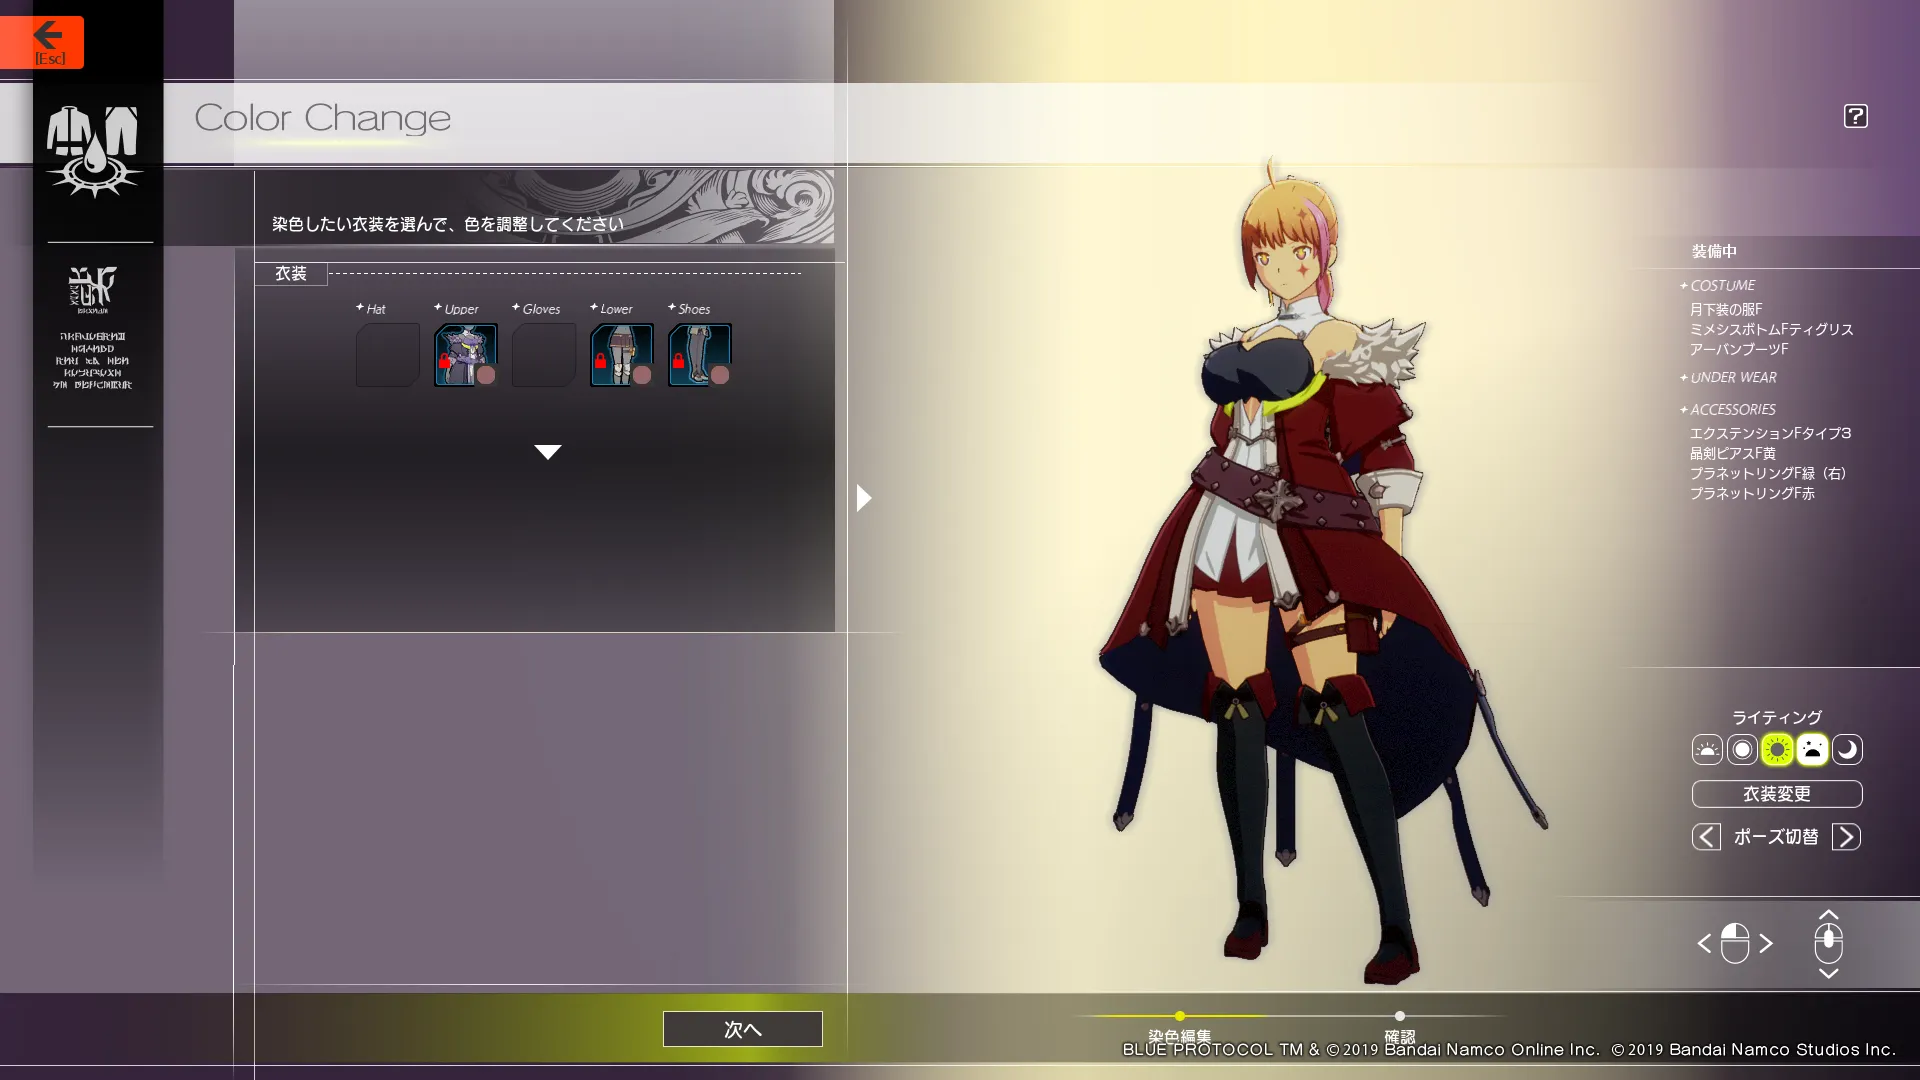 [Esc]
Color Change
?
染色したい衣装を選んで、色を調整してください
衣装
Hat
Upper
Gloves
Lower
Shoes
装備中
COSTUME
月下装の服F
ミメシスボトムFティグリス
アーバンブーツF
UNDER WEAR
ACCESSORIES
エクステンションFタイプ3
晶剣ピアスF黄
プラネットリングF緑（右）
プラネットリングF赤
ライティング
衣装変更
ポーズ切替
次へ
染色編集
確認
BLUE PROTOCOL TM & ©2019 Bandai Namco Online Inc. ©2019 Bandai Namco Studios Inc.